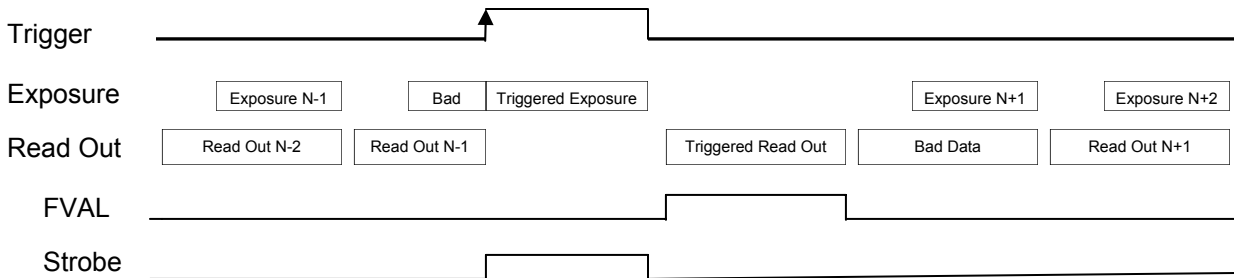 Trigger
Exposure
Exposure N-1
Bad
Triggered Exposure
Exposure N+1
Exposure N+2
Read Out
Read Out N-2
Read Out N-1
Triggered Read Out
Bad Data
Read Out N+1
FVAL
Strobe